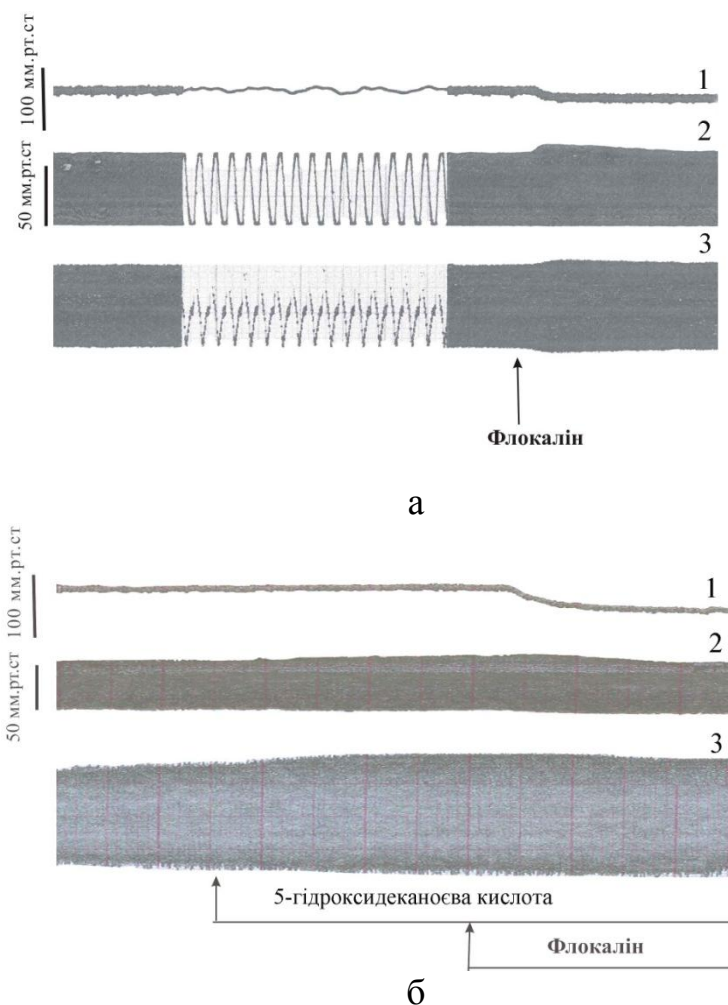 100 мм.рт.ст
1
50 мм.рт.ст
2
3
Флокалін
а
100 мм.рт.ст
1
50 мм.рт.ст
2
3
5-гідроксидеканоєва кислота
Флокалін
б